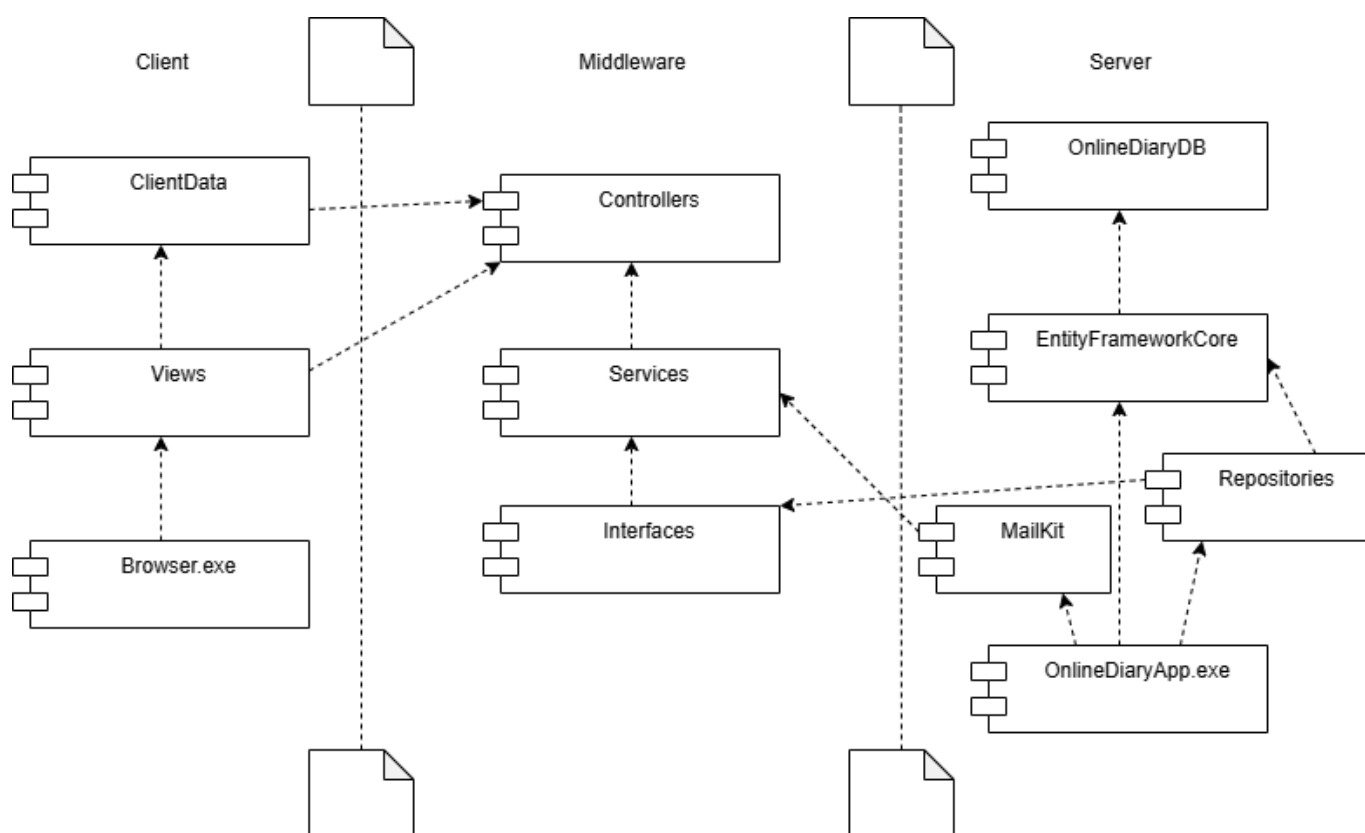 Client
Middleware
Server
ClientData
Views
Browser.exe
Controllers
Services
Interfaces
OnlineDiaryDB
EntityFrameworkCore
Repositories
MailKit
OnlineDiaryApp.exe